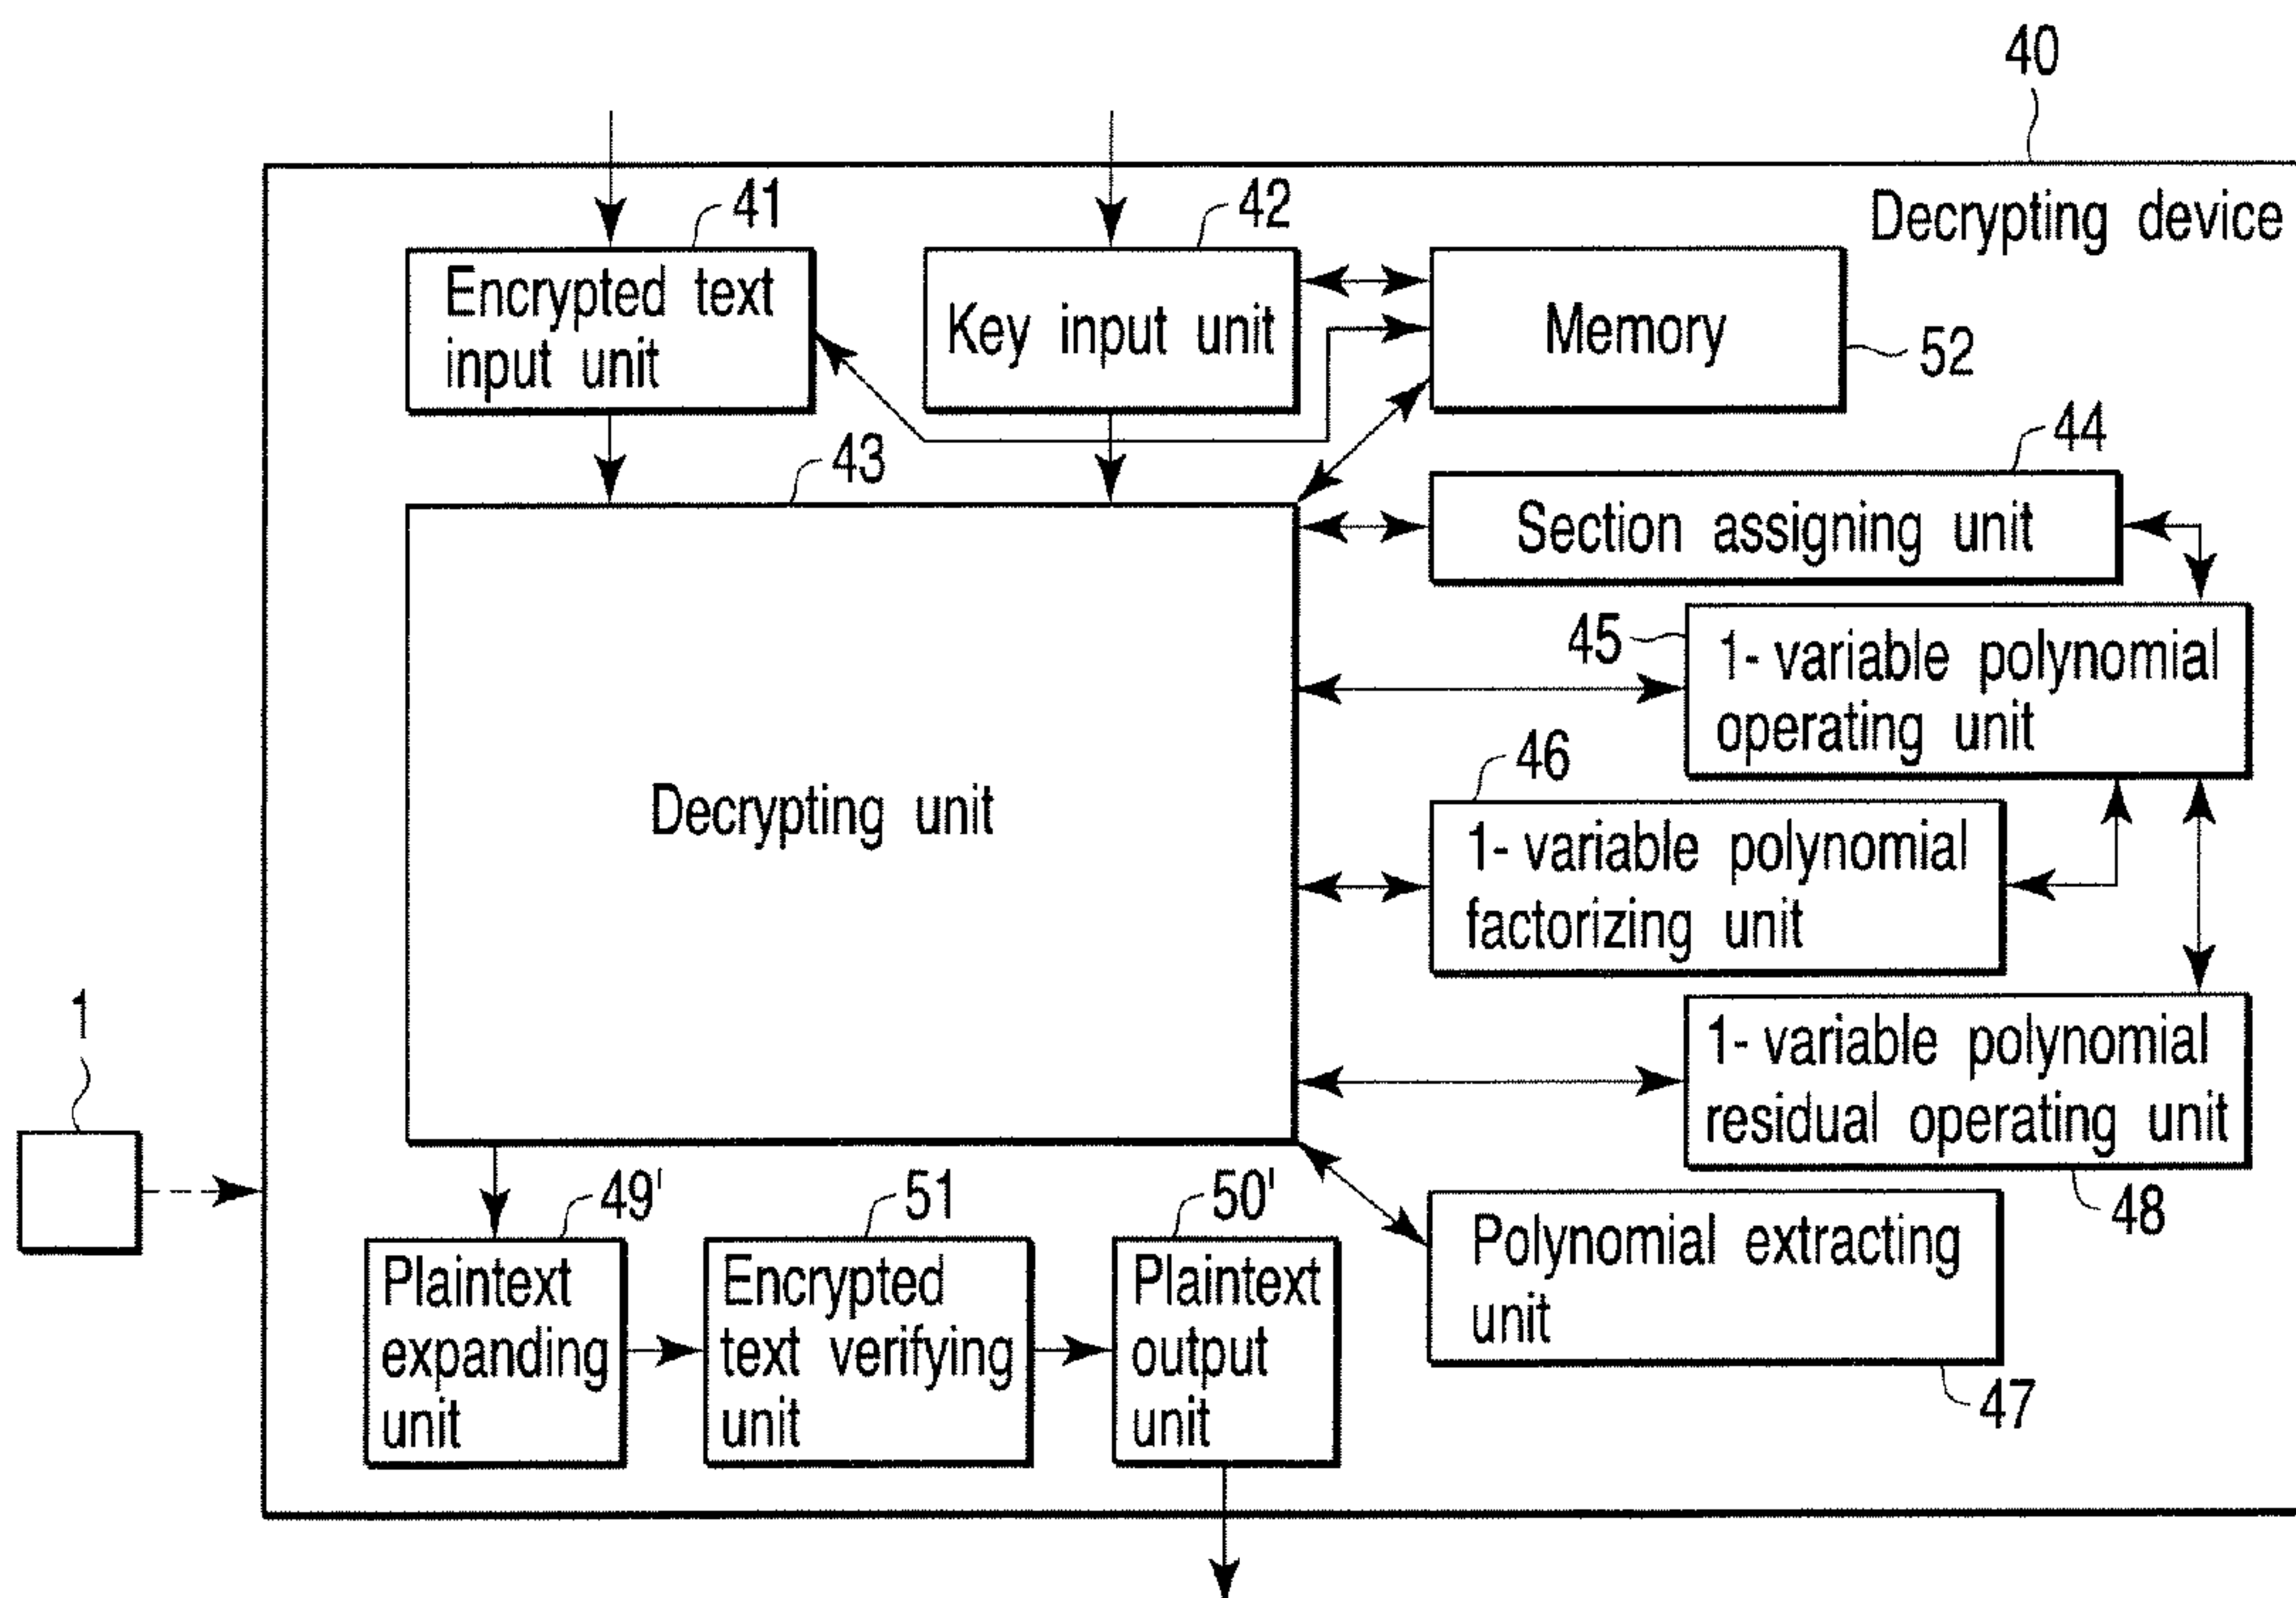 40
Decrypting device
41
Encrypted text
input unit
42
Key input unit
Memory
52
43
Decrypting unit
44
Section assigning unit
45
1- variable polynomial
operating unit
46
1- variable polynomial
factorizing unit
1- variable polynomial
residual operating unit
48
1
49'
Plaintext
expanding
unit
51
Encrypted
text verifying
unit
50'
Plaintext
output
unit
Polynomial extracting
unit
47